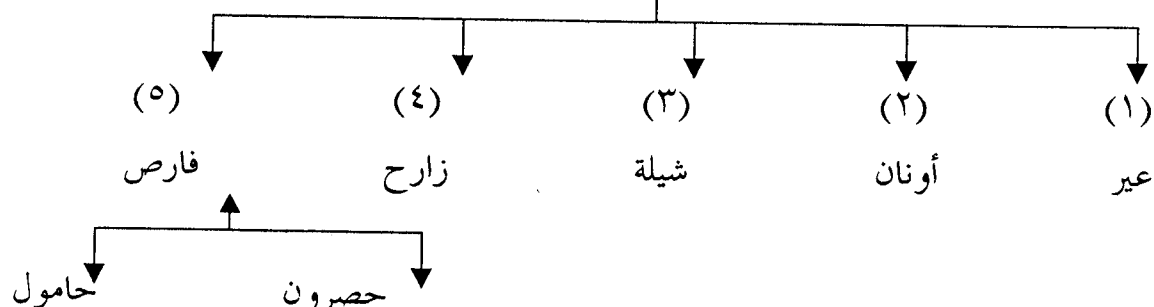 (١) (٢) (٣) (٤) (٥)
عير أونان شيلة زارح فارص
حصرون حامول